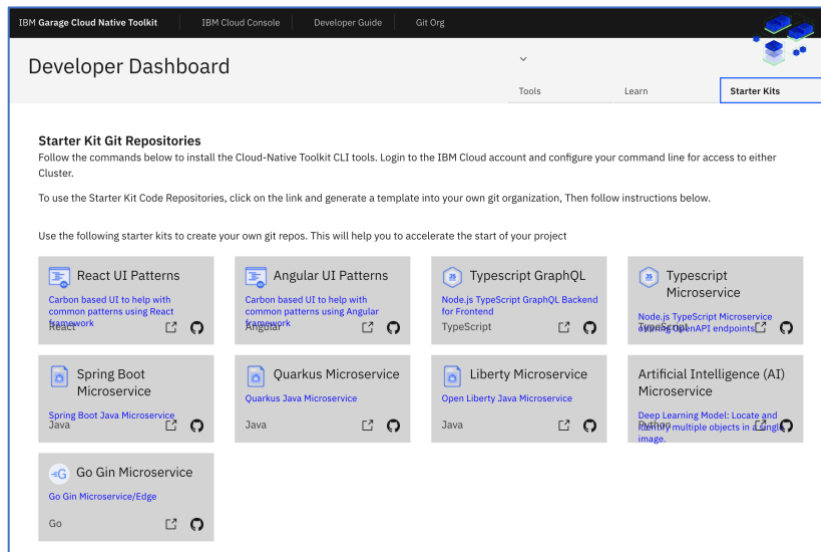 IBM Garage Cloud Native Toolkit
IBM Cloud Console
Developer Guide
Git Org
Developer Dashboard
Tools
Learn
Starter Kits
Starter Kit Git Repositories
Follow the commands below to install the Cloud-Native Toolkit CLI tools. Login to the IBM Cloud account and configure your command line for access to either
Cluster.
To use the Starter Kit Code Repositories, click on the link and generate a template into your own git organization, Then follow instructions below.
Use the following starter kits to create your own git repos. This will help you to accelerate the start of your project
React UI Patterns
Carbon based UI to help with
common patterns using React
framework
React
Angular UI Patterns
Carbon based UI to help with
common patterns using Angular
framework
Angular
Typescript GraphQL
Node.js TypeScript GraphQL Backend
for Frontend
TypeScript
Typescript
Microservice
Node.js TypeScript Microservice
offering OpenAPI endpoints
TypeScript
Spring Boot
Microservice
Spring Boot Java Microservice
Java
Quarkus Microservice
Quarkus Java Microservice
Java
Liberty Microservice
Open Liberty Java Microservice
Java
Artificial Intelligence (AI)
Microservice
Deep Learning Model: Locate and
identify multiple objects in a single
image.
Python
Go Gin Microservice
Go Gin Microservice/Edge
Go